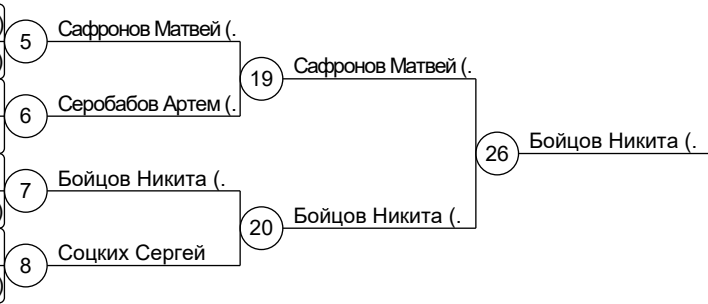 5 Сафронов Матвей (.
19 Сафронов Матвей (.
6 Серобабов Артем (.
26 Бойцов Никита (.
7 Бойцов Никита (.
20 Бойцов Никита (.
8 Соцких Сергей